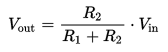 V_out = R_2 / (R_1 + R_2) · V_in